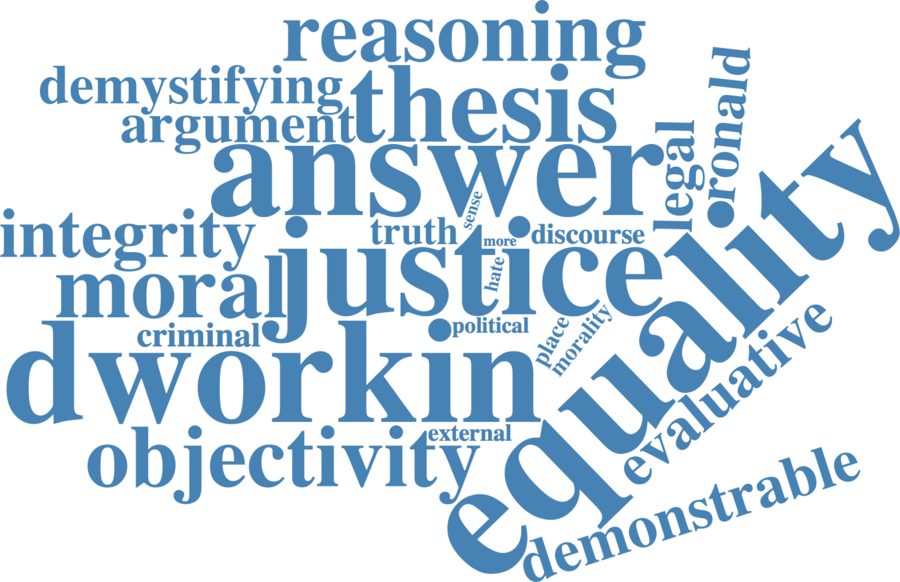 reasoning
demystifying
thesis
argument
answer
legal
ronald
equality
integrity
truth
sense
more
discourse
justice
hate
moral
criminal
political
place
morality
dworkin
evaluative
external
objectivity
demonstrable